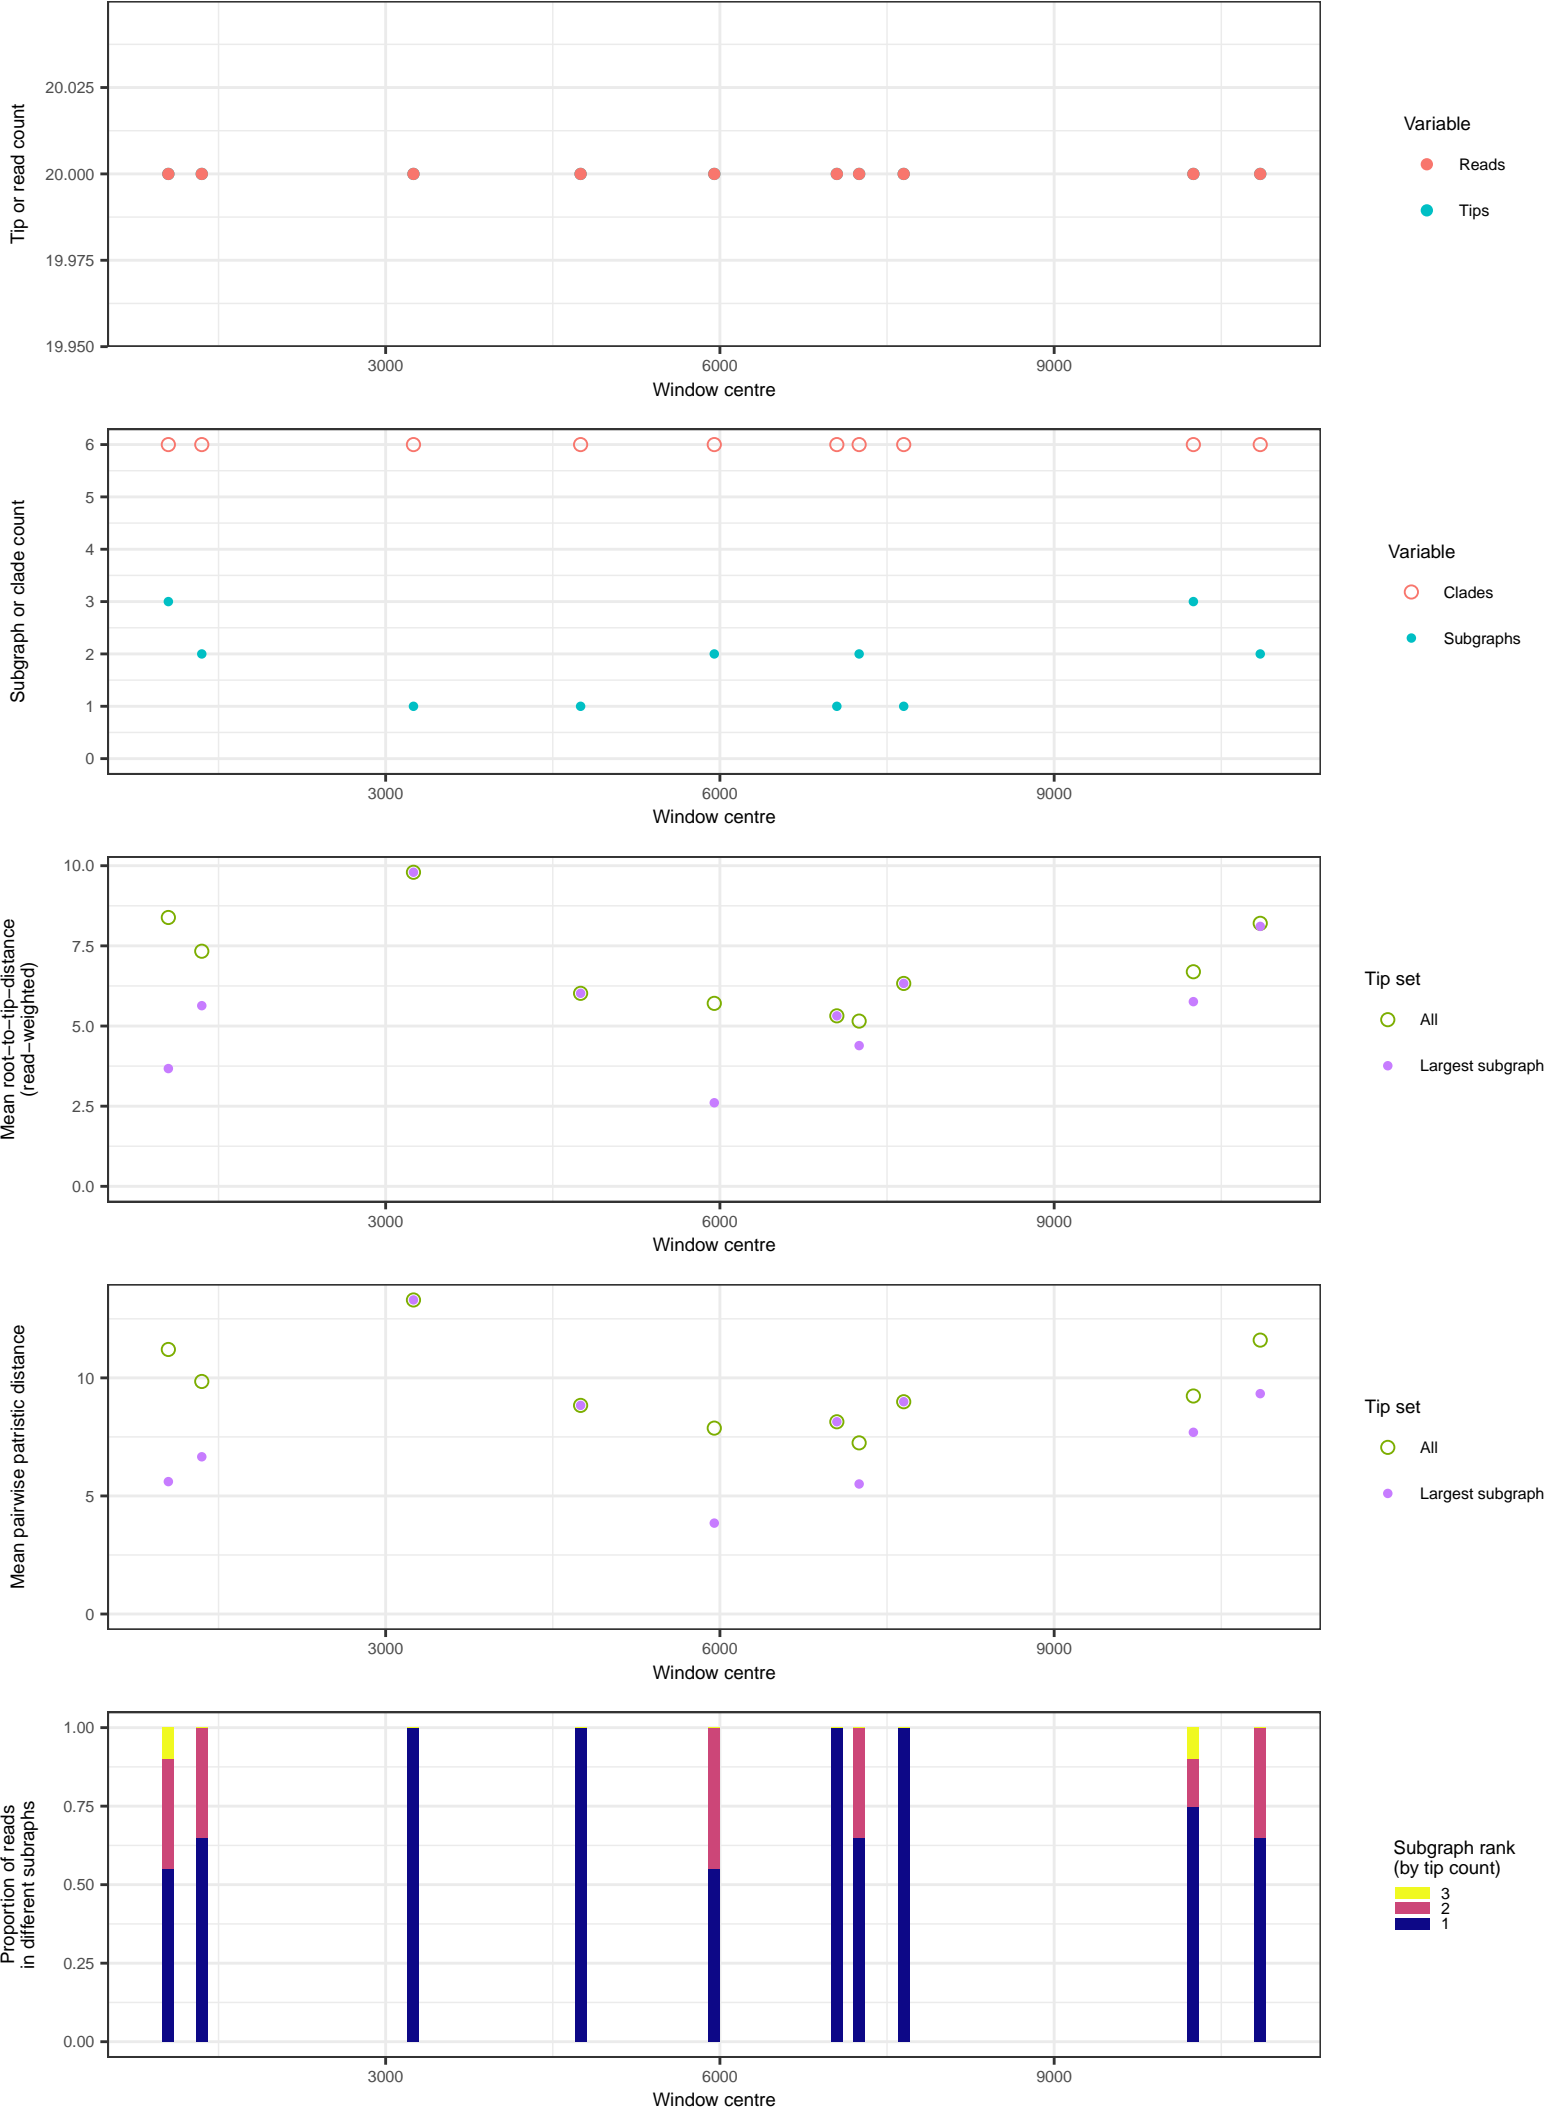 Tip or read count
20.025
20.000
19.975
19.950
3000
6000
9000
Window centre
Variable
Reads
Tips
Subgraph or clade count
6
5
4
3
2
1
0
3000
6000
9000
Window centre
Variable
Clades
Subgraphs
Mean root−to−tip−distance
(read−weighted)
10.0
7.5
5.0
2.5
0.0
3000
6000
9000
Window centre
Tip set
All
Largest subgraph
Mean pairwise patristic distance
10
5
0
3000
6000
9000
Window centre
Tip set
All
Largest subgraph
Proportion of reads
in different subraphs
1.00
0.75
0.50
0.25
0.00
3000
6000
9000
Window centre
Subgraph rank
(by tip count)
3
2
1